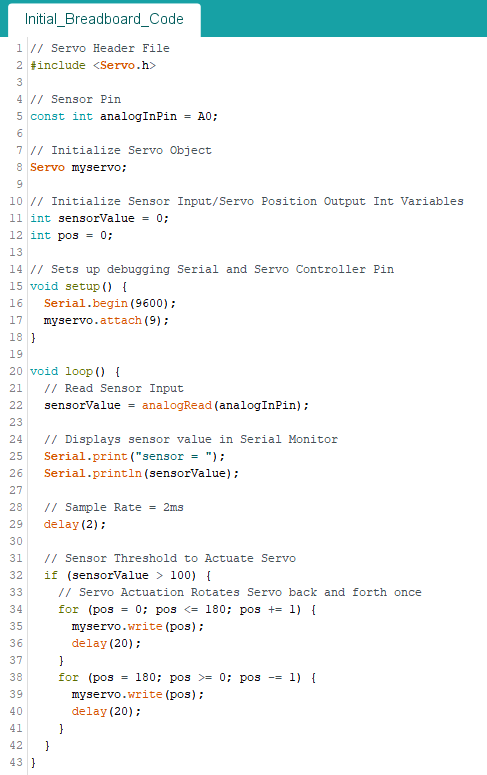 Initial_Breadboard_Code
1 // Servo Header File
2 #include <Servo.h>
3
4 // Sensor Pin
5 const int analogInPin = A0;
6
7 // Initialize Servo Object
8 Servo myservo;
9
10 // Initialize Sensor Input/Servo Position Output Int Variables
11 int sensorValue = 0;
12 int pos = 0;
13
14 // Sets up debugging Serial and Servo Controller Pin
15 void setup() {
16   Serial.begin(9600);
17   myservo.attach(9);
18 }
19
20 void loop() {
21   // Read Sensor Input
22   sensorValue = analogRead(analogInPin);
23
24   // Displays sensor value in Serial Monitor
25   Serial.print("sensor = ");
26   Serial.println(sensorValue);
27
28   // Sample Rate = 2ms
29   delay(2);
30
31   // Sensor Threshold to Actuate Servo
32   if (sensorValue > 100) {
33     // Servo Actuation Rotates Servo back and forth once
34     for (pos = 0; pos <= 180; pos += 1) {
35       myservo.write(pos);
36       delay(20);
37     }
38     for (pos = 180; pos >= 0; pos -= 1) {
39       myservo.write(pos);
40       delay(20);
41     }
42   }
43 }